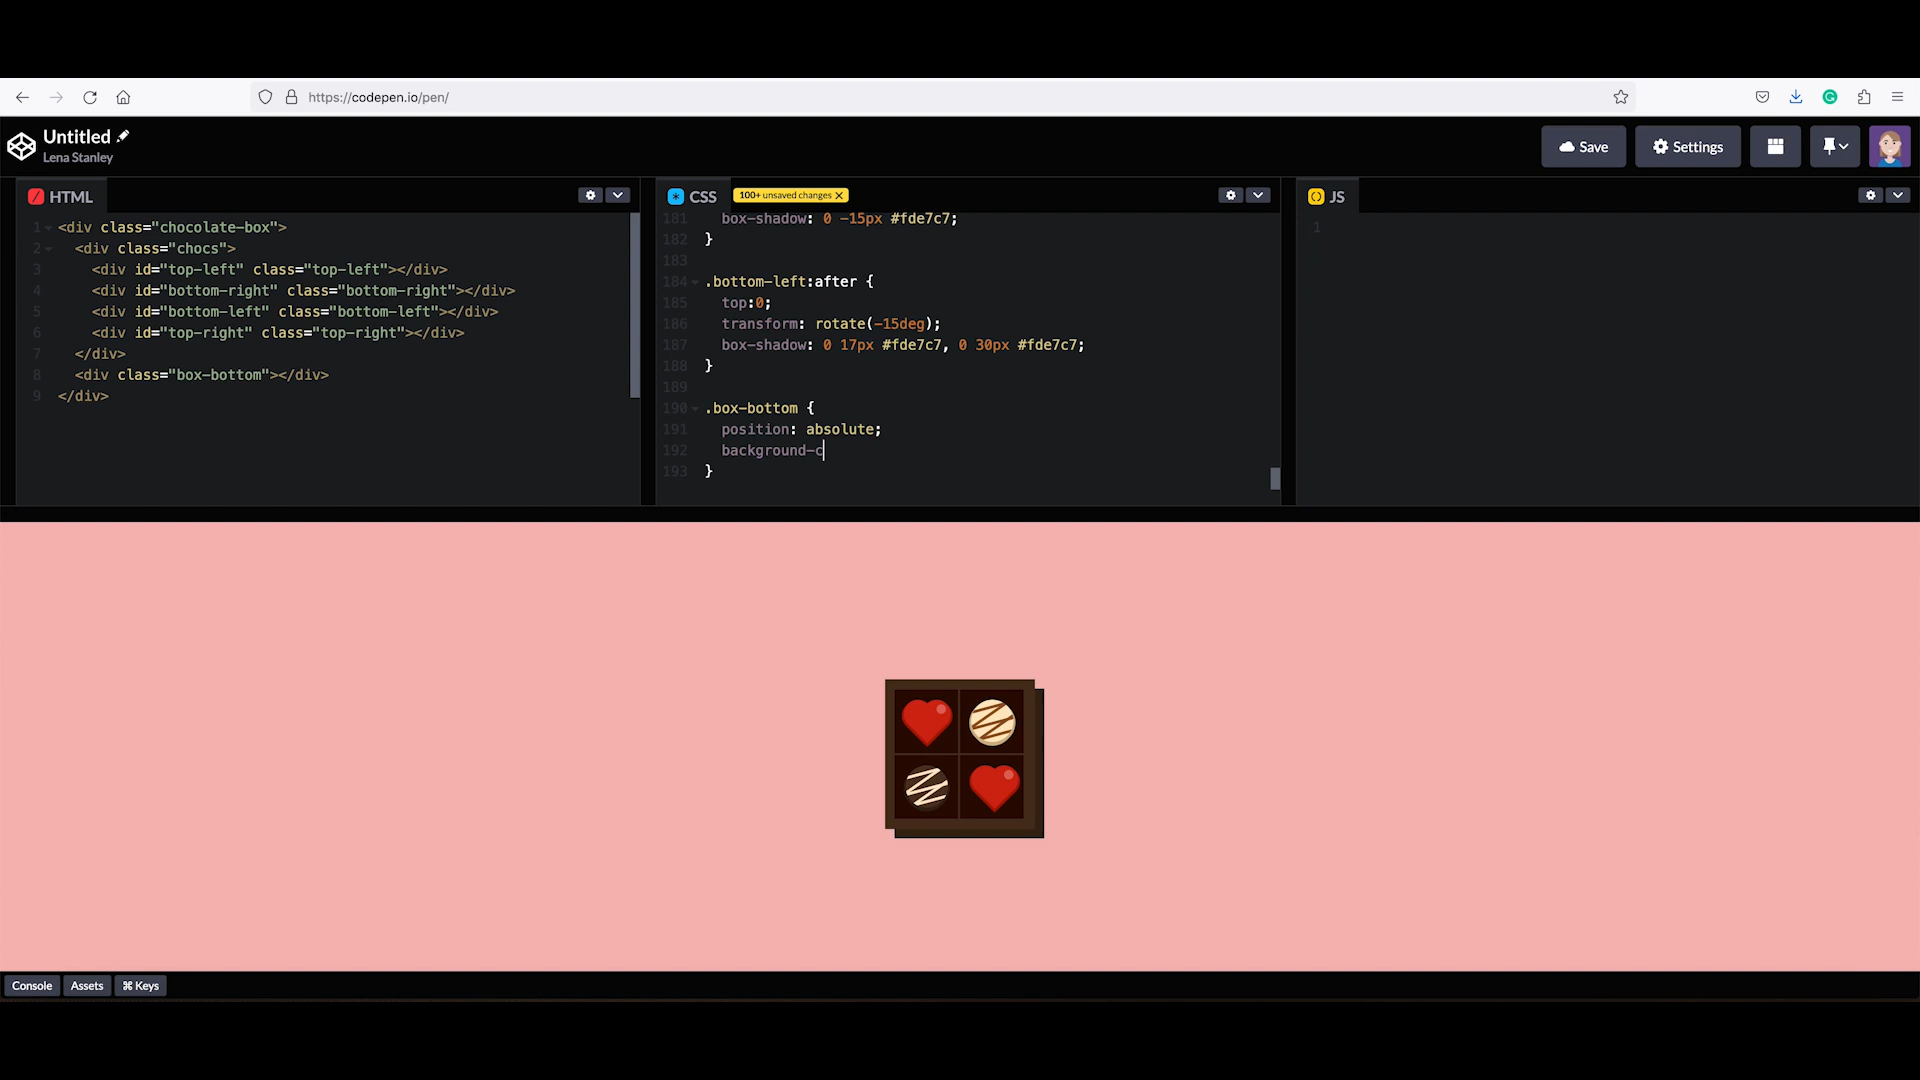 https://codepen.io/pen/
Untitled
Lena Stanley
Save
Settings
HTML
CSS
100+ unsaved changes
JS
1 <div class="chocolate-box">
2 <div class="chocs">
3 <div id="top-left" class="top-left"></div>
4 <div id="bottom-right" class="bottom-right"></div>
5 <div id="bottom-left" class="bottom-left"></div>
6 <div id="top-right" class="top-right"></div>
7 </div>
8 <div class="box-bottom"></div>
9 </div>
181 box-shadow: 0 -15px #fde7c7;
182 }
183
184 .bottom-left:after {
185 top:0;
186 transform: rotate(-15deg);
187 box-shadow: 0 17px #fde7c7, 0 30px #fde7c7;
188 }
189
190 .box-bottom {
191 position: absolute;
192 background-c
193 }
1
Console
Assets
⌘ Keys